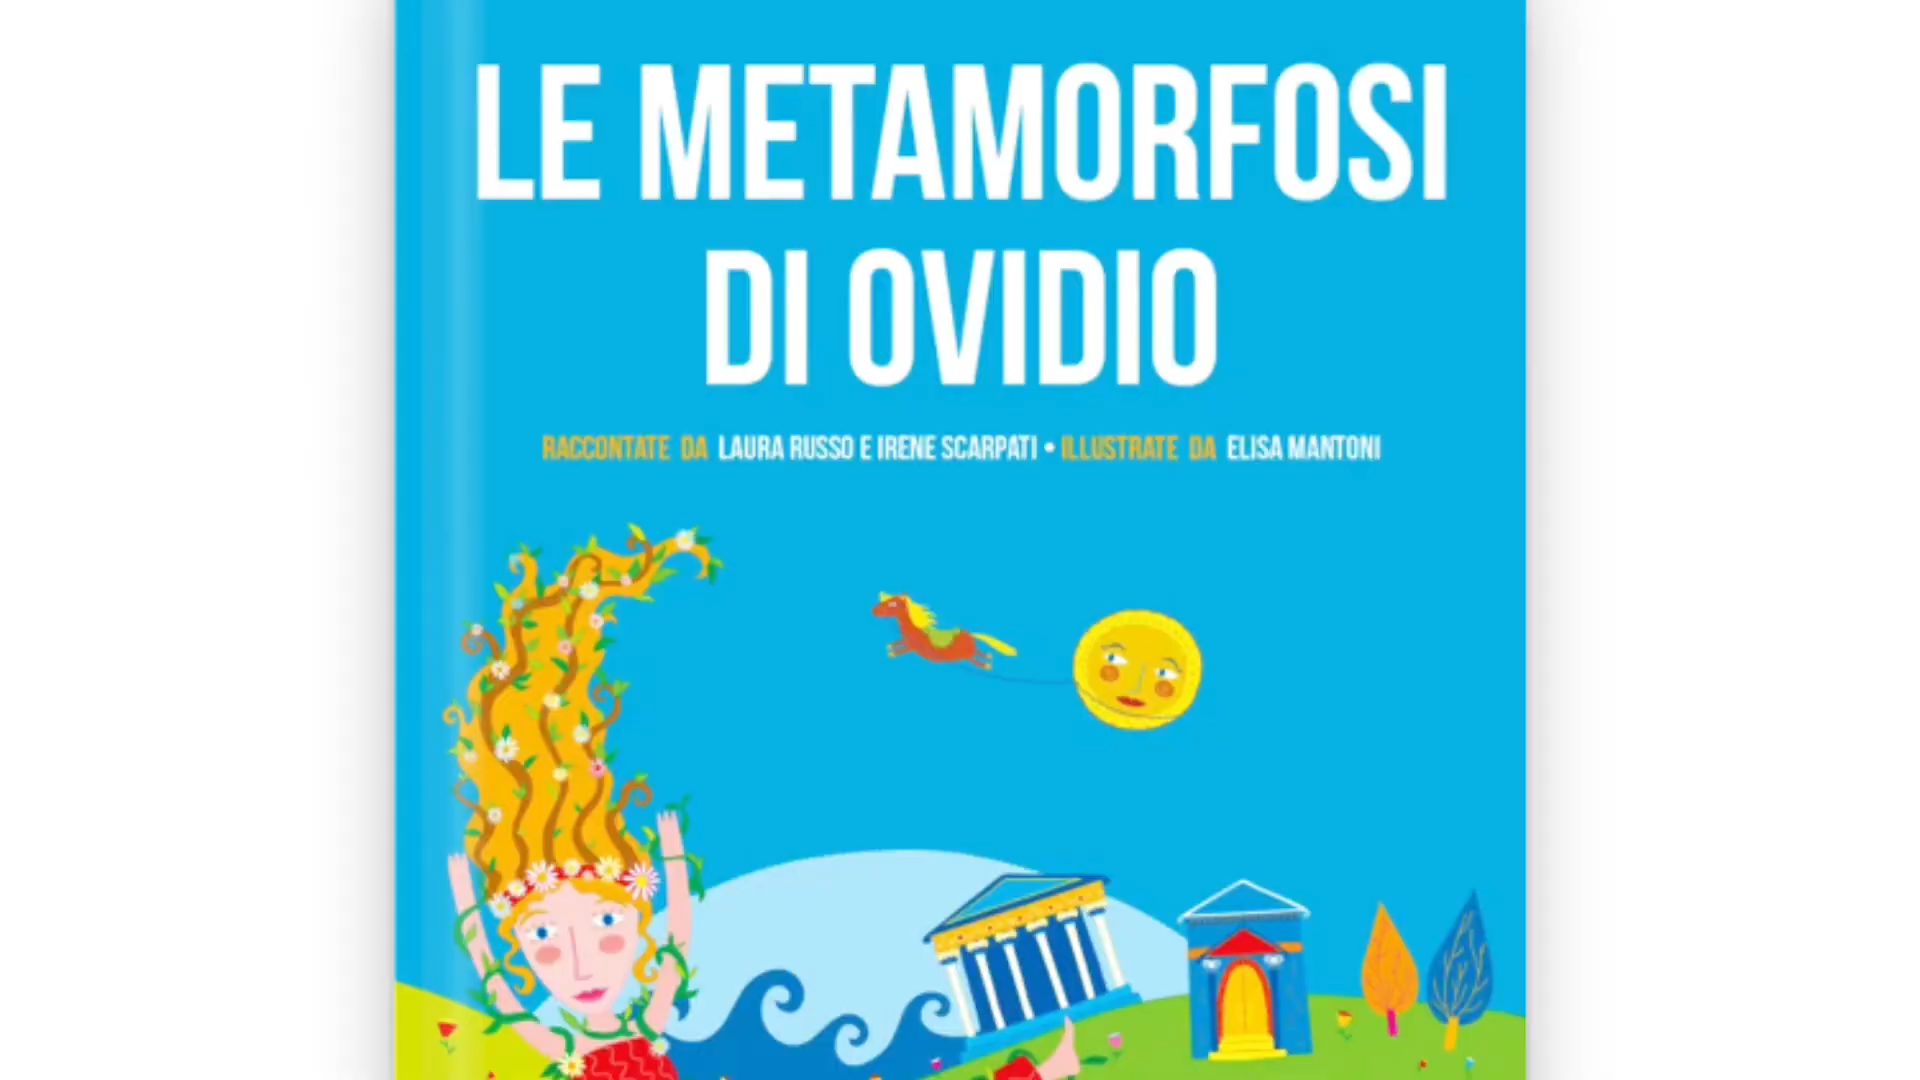 LE METAMORFOSI
DI OVIDIO
RACCONTATE DA LAURA RUSSO E IRENE SCARPATI • ILLUSTRATE DA ELISA MANTONI